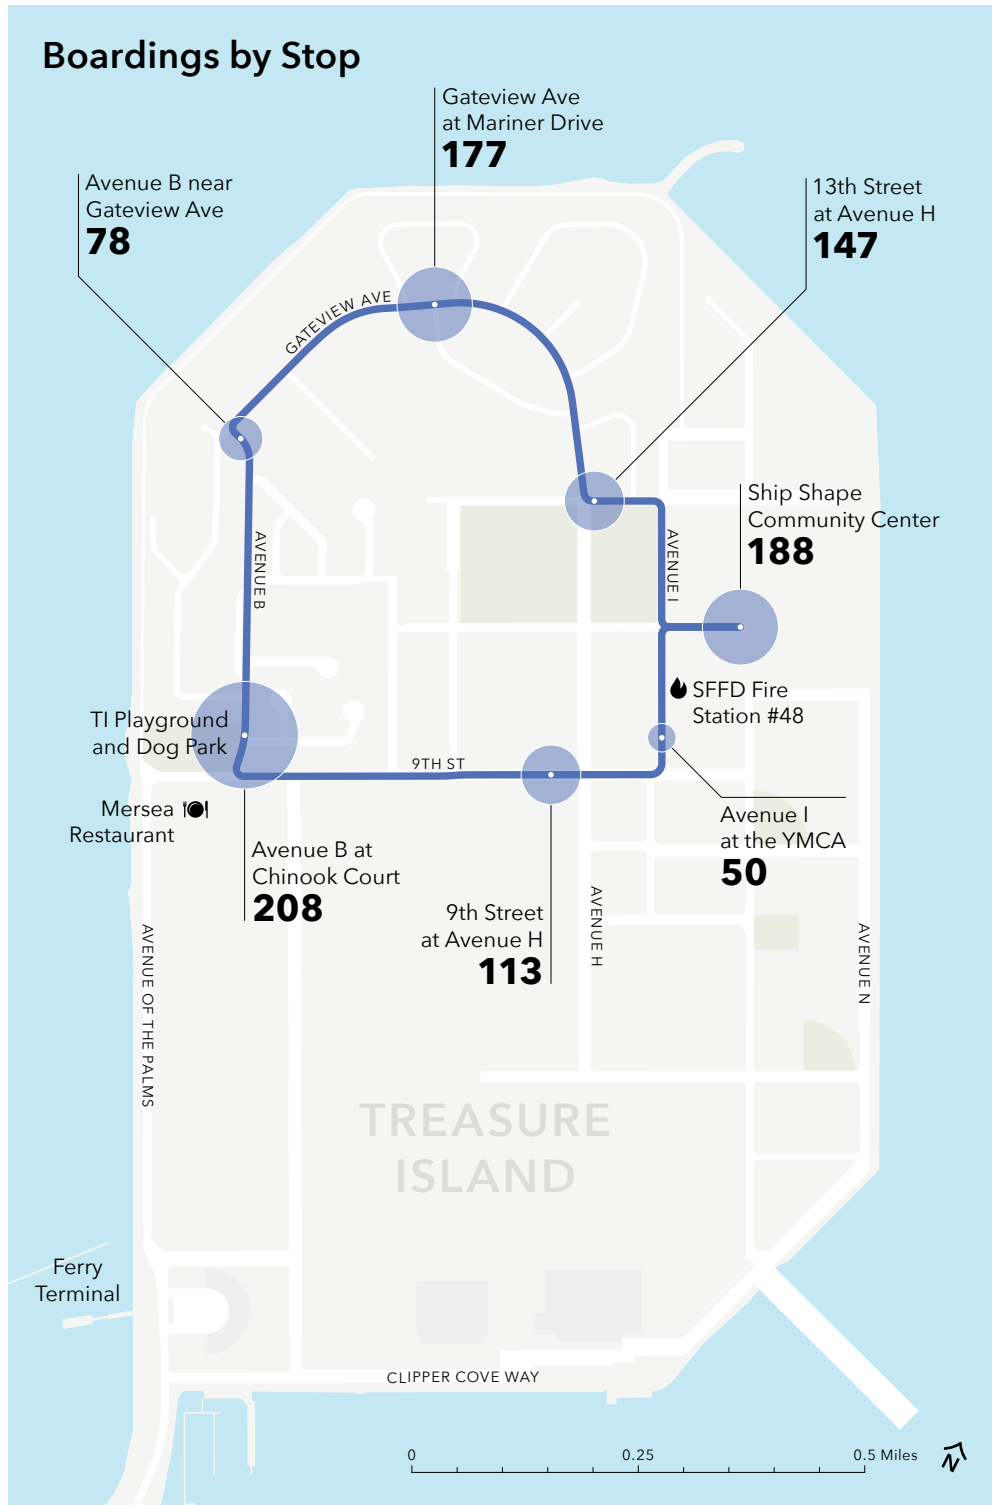 Boardings by Stop
Gateview Ave
at Mariner Drive
177
Avenue B near
Gateview Ave
78
13th Street
at Avenue H
147
GATEVIEW AVE
Ship Shape
Community Center
188
AVENUE B
AVENUE I
SFFD Fire
Station #48
TI Playground
and Dog Park
9TH ST
Mersea
Restaurant
Avenue I
at the YMCA
50
Avenue B at
Chinook Court
208
9th Street
at Avenue H
113
AVENUE H
AVENUE OF THE PALMS
AVENUE N
TREASURE
ISLAND
Ferry
Terminal
CLIPPER COVE WAY
0 0.25 0.5 Miles
N